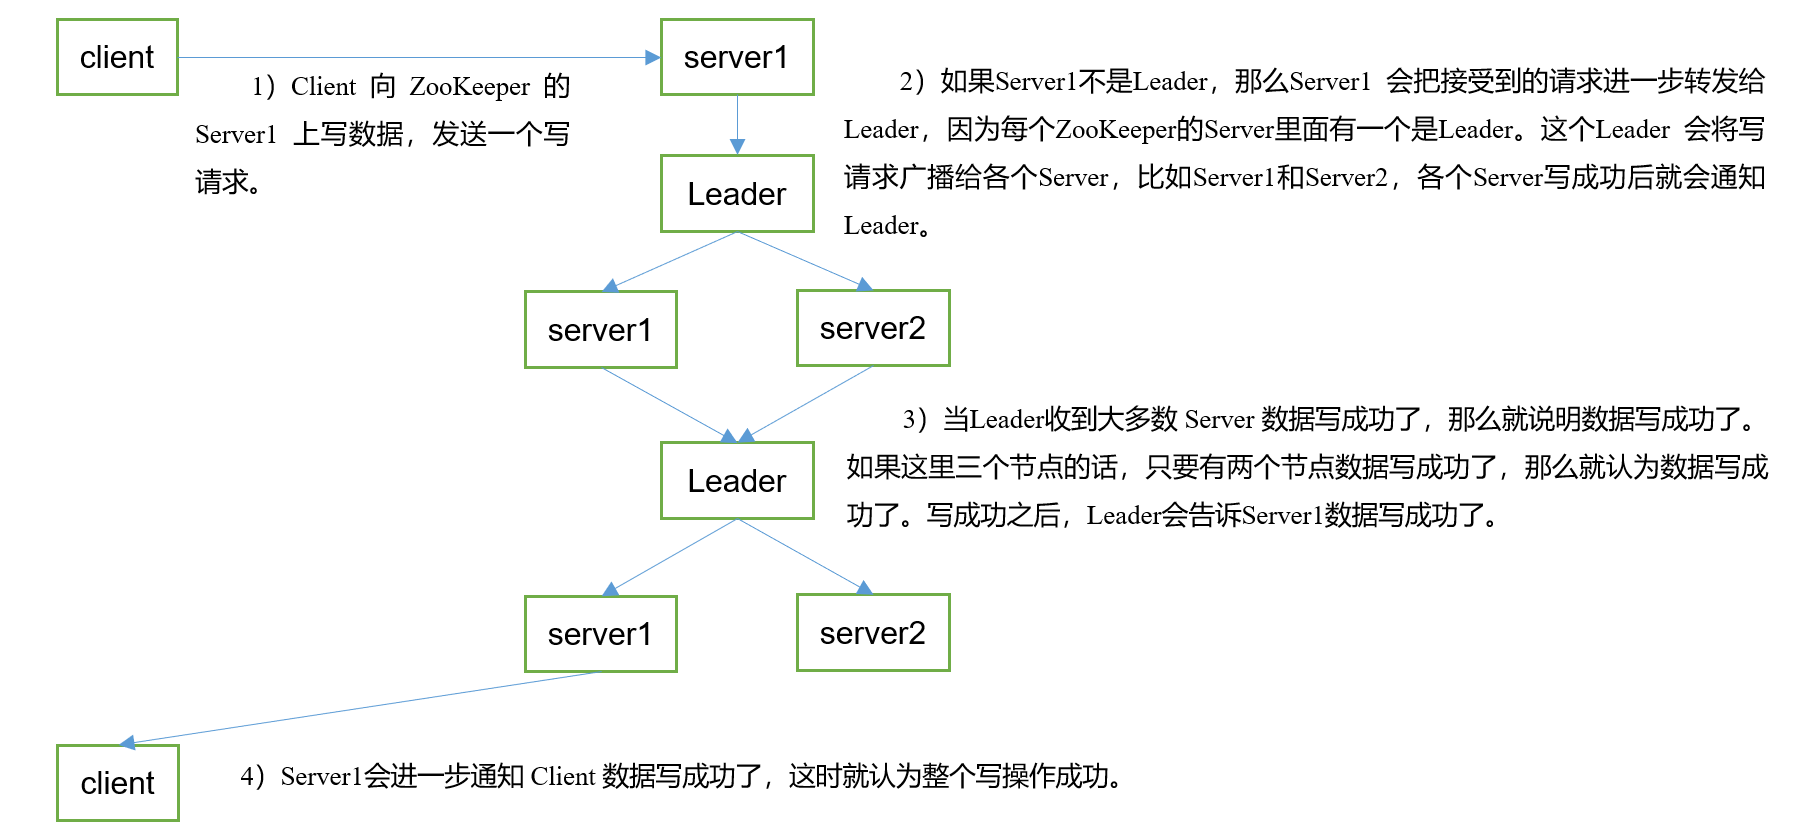 client
server1
1）Client 向 ZooKeeper 的
Server1 上写数据，发送一个写
请求。
2）如果Server1不是Leader，那么Server1 会把接受到的请求进一步转发给
Leader，因为每个ZooKeeper的Server里面有一个是Leader。这个Leader 会将写
请求广播给各个Server，比如Server1和Server2，各个Server写成功后就会通知
Leader。
Leader
server1
server2
3）当Leader收到大多数 Server 数据写成功了，那么就说明数据写成功了。
如果这里三个节点的话，只要有两个节点数据写成功了，那么就认为数据写成
功了。写成功之后，Leader会告诉Server1数据写成功了。
Leader
server1
server2
client
4）Server1会进一步通知 Client 数据写成功了，这时就认为整个写操作成功。